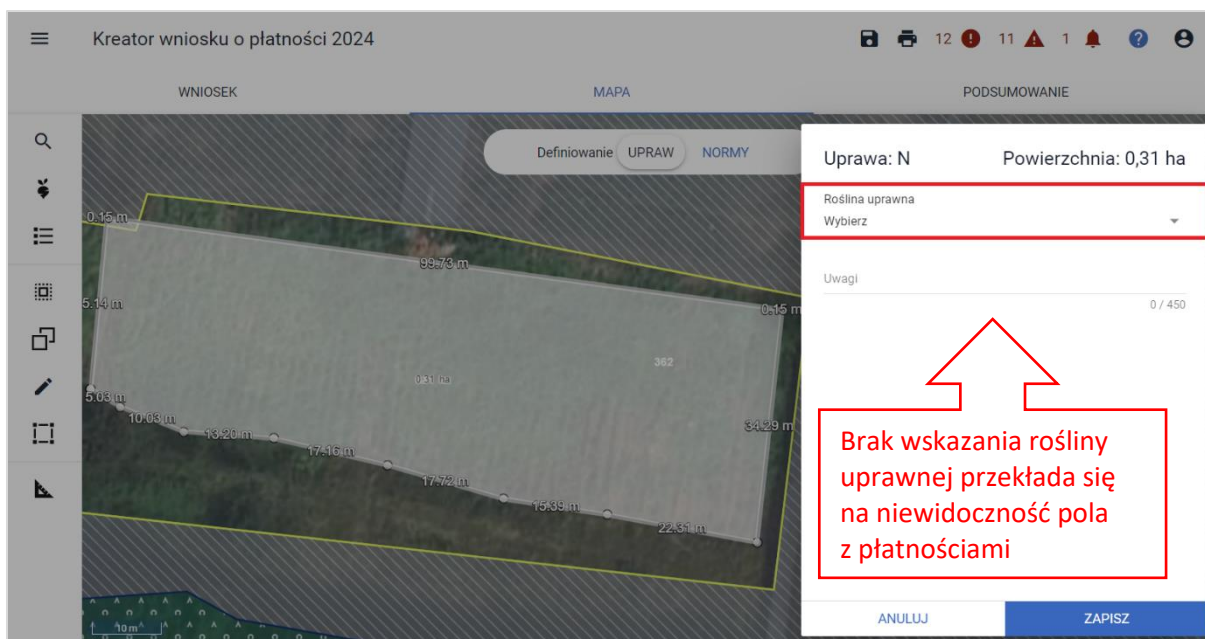 Kreator wniosku o płatności 2024
12
11
1
WNIOSEK
MAPA
PODSUMOWANIE
Definiowanie
UPRAW
NORMY
Uprawa: N
Powierzchnia: 0,31 ha
Roślina uprawna
Wybierz
Uwagi
0 / 450
0.15 m
99.73 m
0.15 m
5.14 m
362
0.31 ha
5.03 m
10.03 m
13.20 m
34.29 m
17.16 m
17.72 m
15.39 m
22.31 m
10 m
Brak wskazania rośliny
uprawnej przekłada się
na niewidoczność pola
z płatnościami
ANULUJ
ZAPISZ